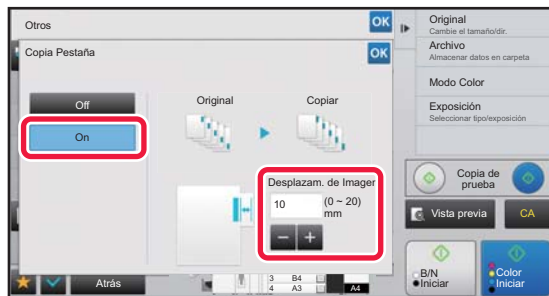 Otros
OK
Copia Pestaña
OK
Off
On
Original
Copiar
Desplazam. de Imager
10
(0 ~ 20)
mm
Atrás
3 B4
4 A3
A4
Original
Cambie el tamaño/dir.
Archivo
Almacenar datos en carpeta
Modo Color
Exposición
Seleccionar tipo/exposición
Copia de
prueba
Vista previa
CA
B/N
Iniciar
Color
Iniciar